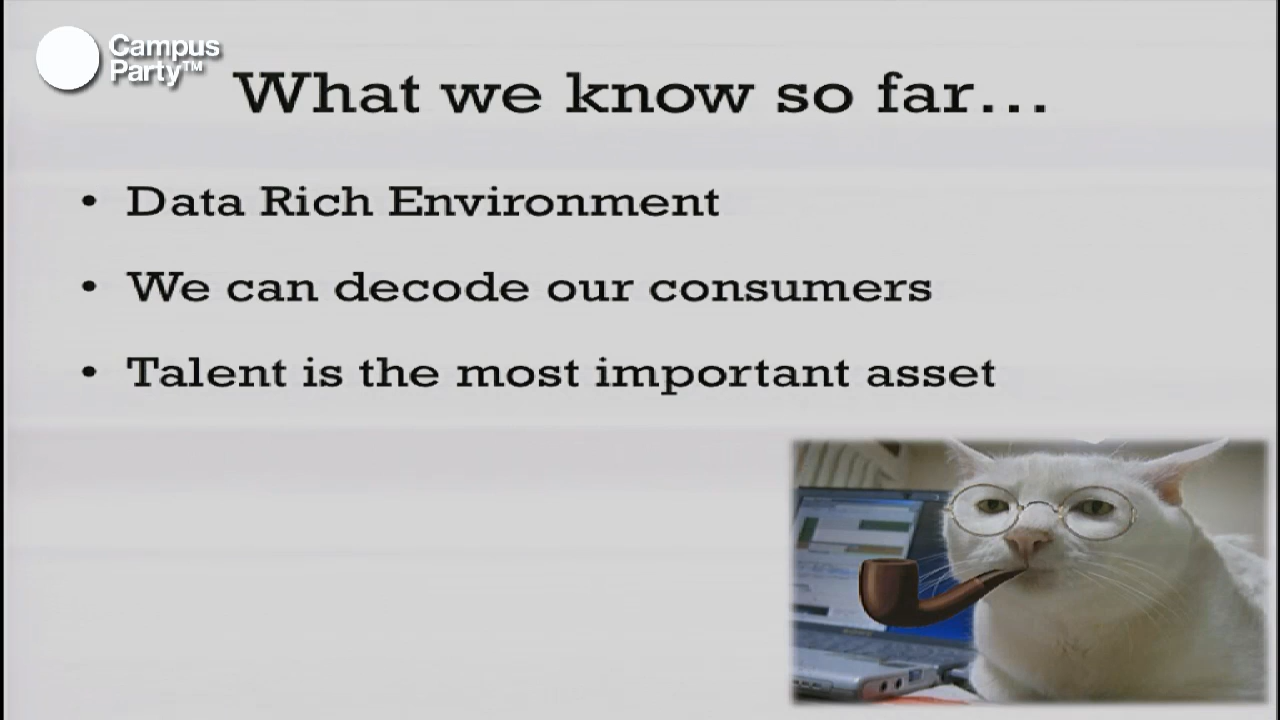 Campus
Party™
What we know so far...
• Data Rich Environment
• We can decode our consumers
• Talent is the most important asset